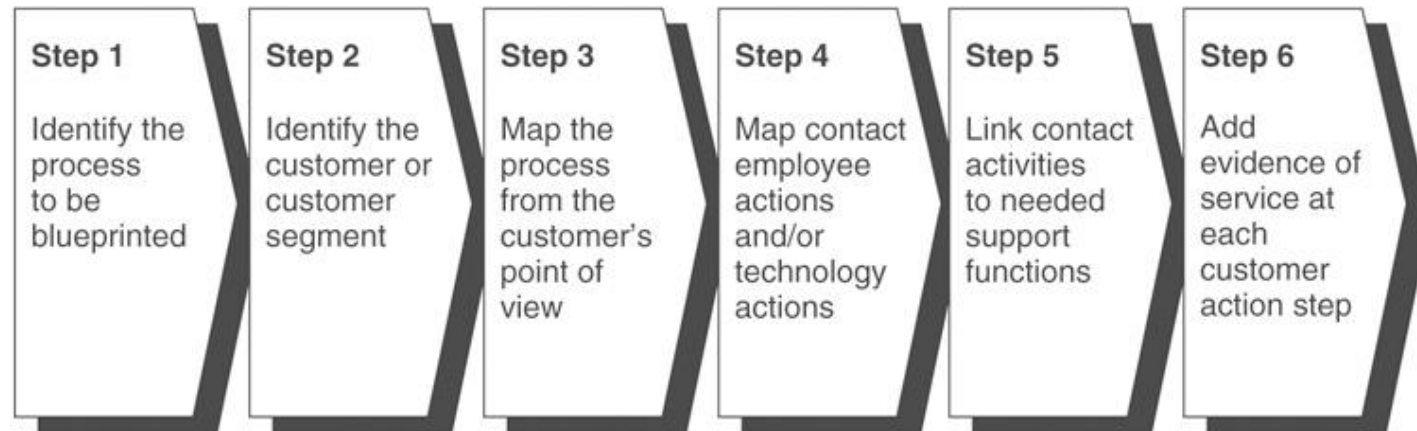 Step 1
Identify the
process
to be
blueprinted
Step 2
Identify the
customer or
customer
segment
Step 3
Map the
process
from the
customer's
point of
view
Step 4
Map contact
employee
actions
and/or
technology
actions
Step 5
Link contact
activities
to needed
support
functions
Step 6
Add
evidence of
service at
each
customer
action step